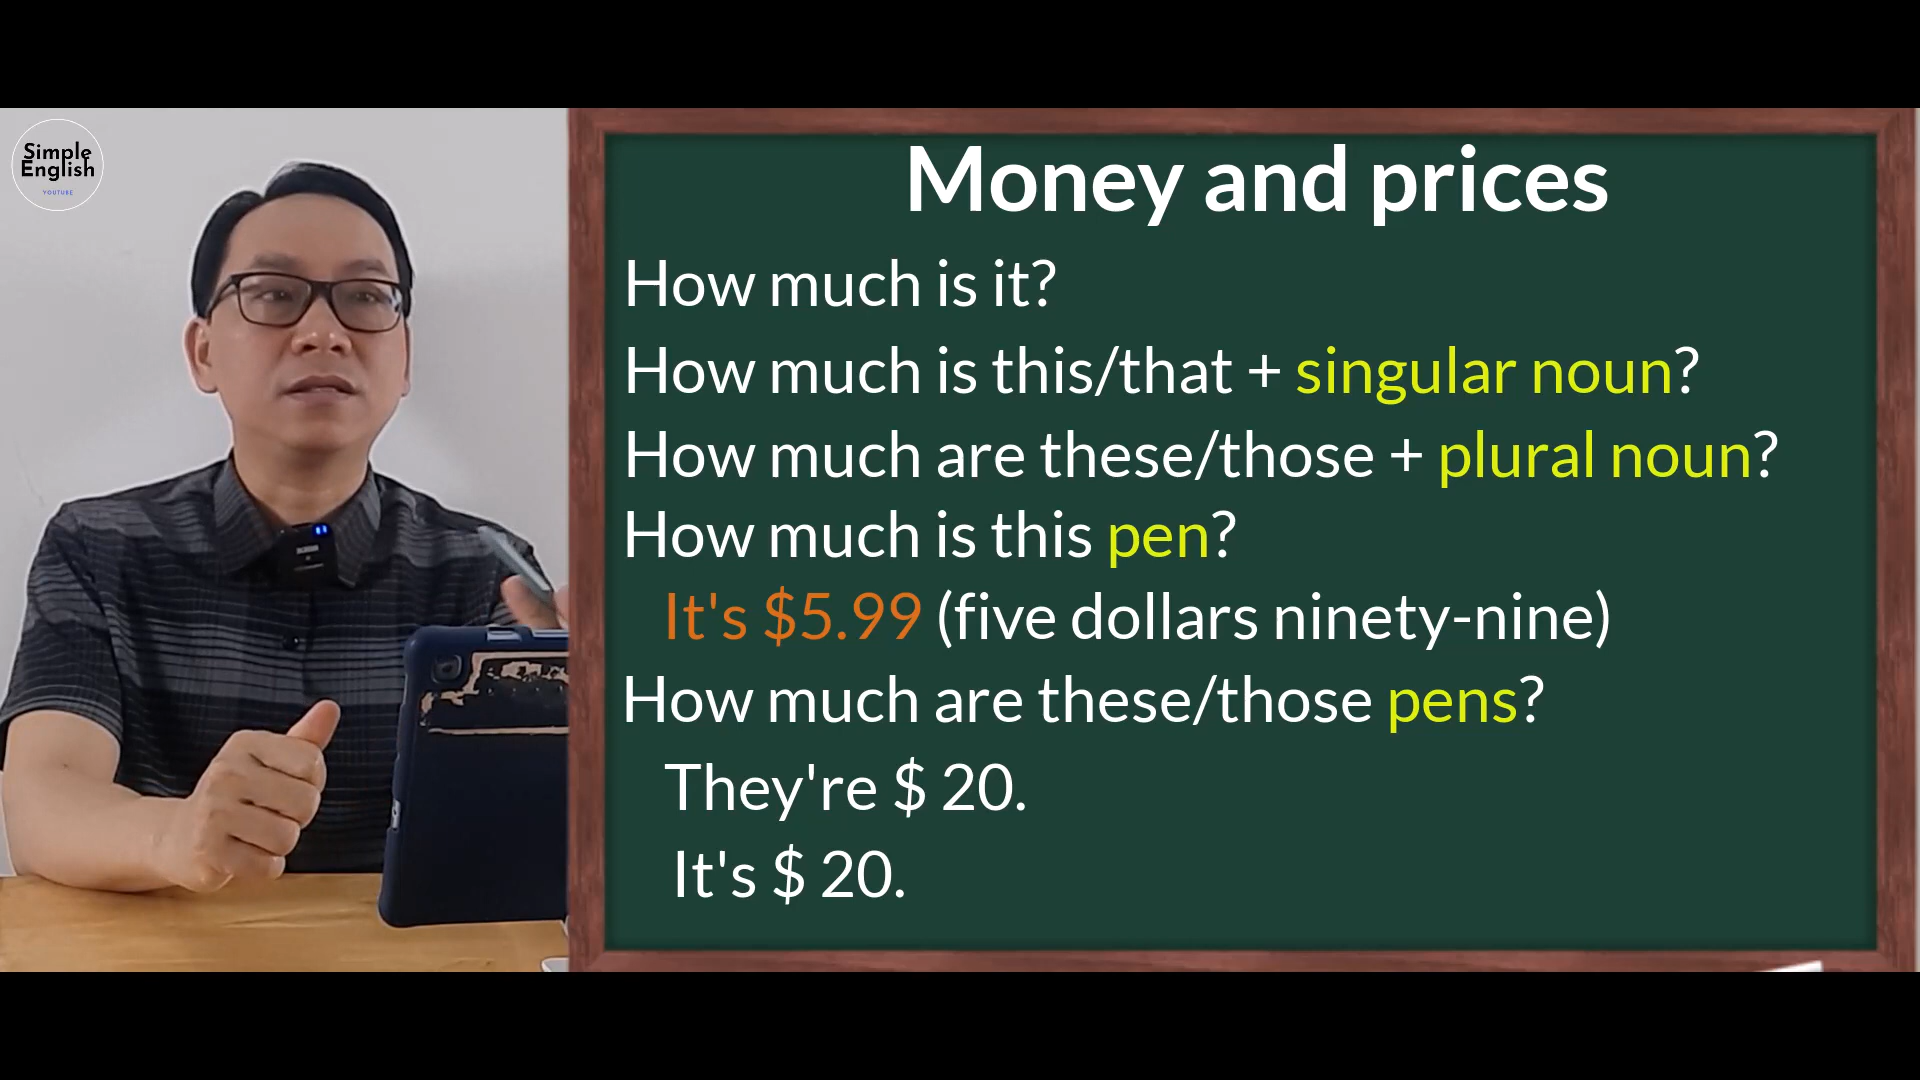 Simple
English
YOUTUBE
Money and prices
How much is it?
How much is this/that + singular noun?
How much are these/those + plural noun?
How much is this pen?
It's $5.99 (five dollars ninety-nine)
How much are these/those pens?
They're $ 20.
It's $ 20.